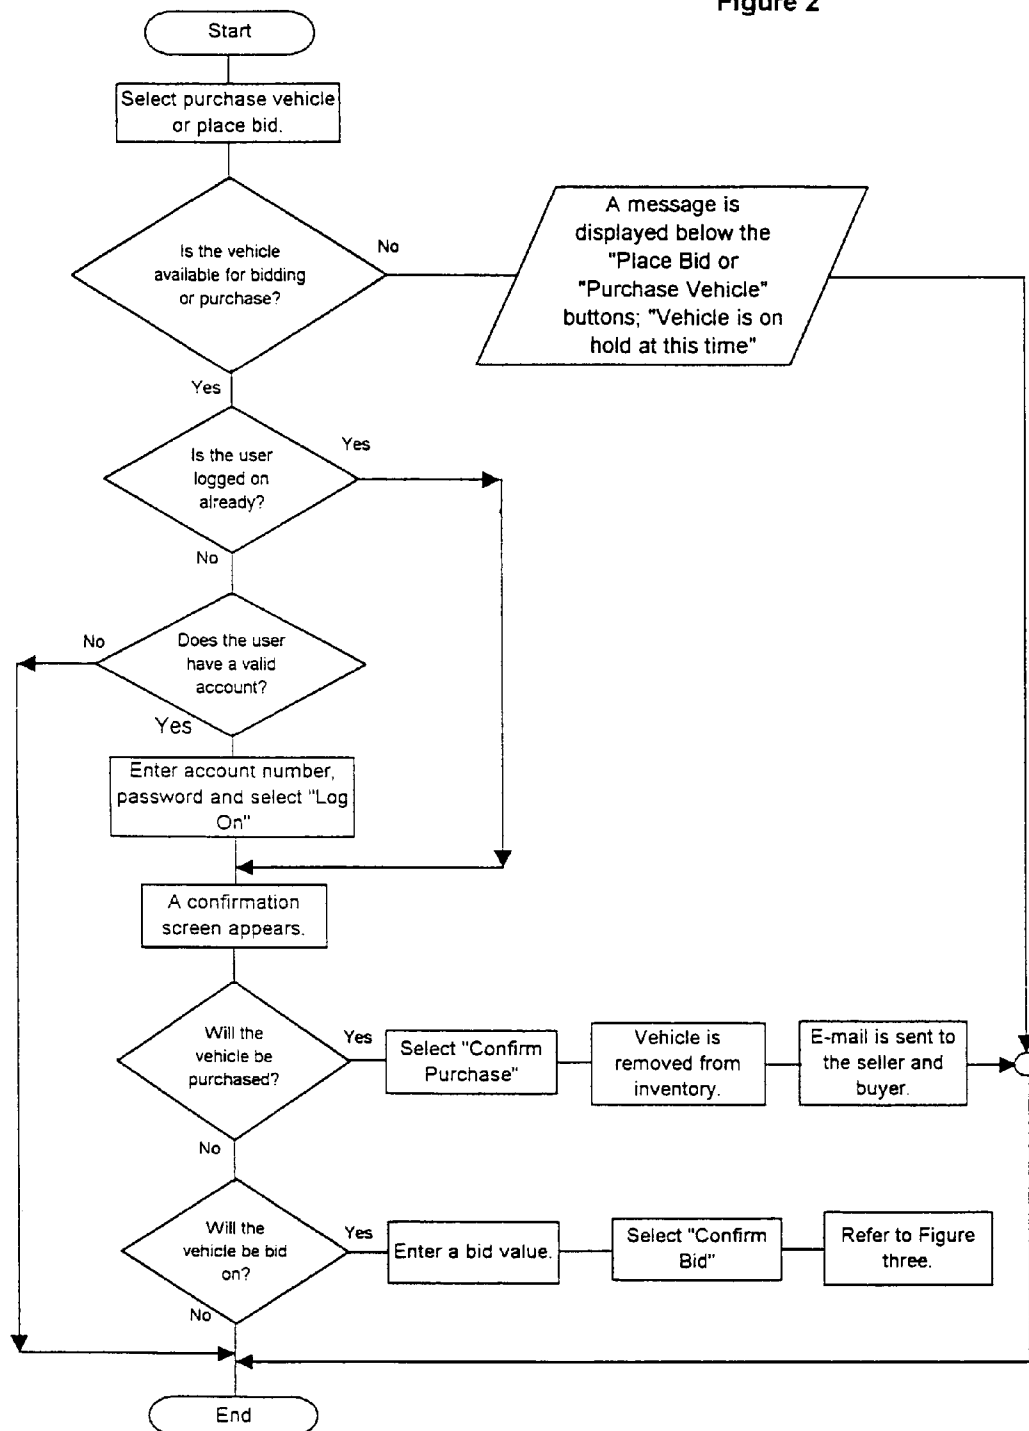 Figure 2
Start
Select purchase vehicle
or place bid.
Is the vehicle
available for bidding
or purchase?
No
A message is
displayed below the
"Place Bid or
"Purchase Vehicle"
buttons; "Vehicle is on
hold at this time"
Yes
Is the user
logged on
already?
Yes
No
Does the user
have a valid
account?
No
Yes
Enter account number,
password and select "Log
On"
A confirmation
screen appears.
Will the
vehicle be
purchased?
Yes
Select "Confirm
Purchase"
Vehicle is
removed from
inventory.
E-mail is sent to
the seller and
buyer.
No
Will the
vehicle be bid
on?
Yes
Enter a bid value.
Select "Confirm
Bid"
Refer to Figure
three.
No
End